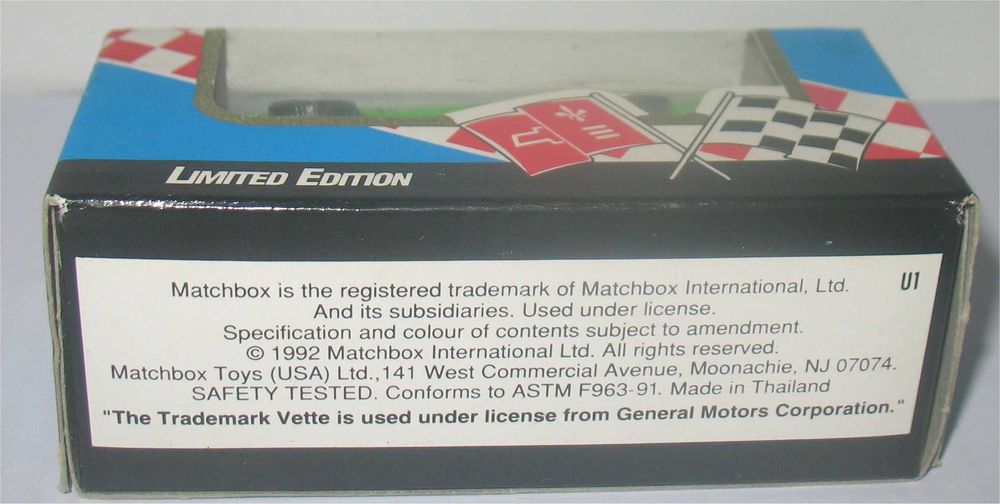 LIMITED EDITION
U1
Matchbox is the registered trademark of Matchbox International, Ltd.
And its subsidiaries. Used under license.
Specification and colour of contents subject to amendment.
© 1992 Matchbox International Ltd. All rights reserved.
Matchbox Toys (USA) Ltd.,141 West Commercial Avenue, Moonachie, NJ 07074.
SAFETY TESTED. Conforms to ASTM F963-91. Made in Thailand
"The Trademark Vette is used under license from General Motors Corporation."